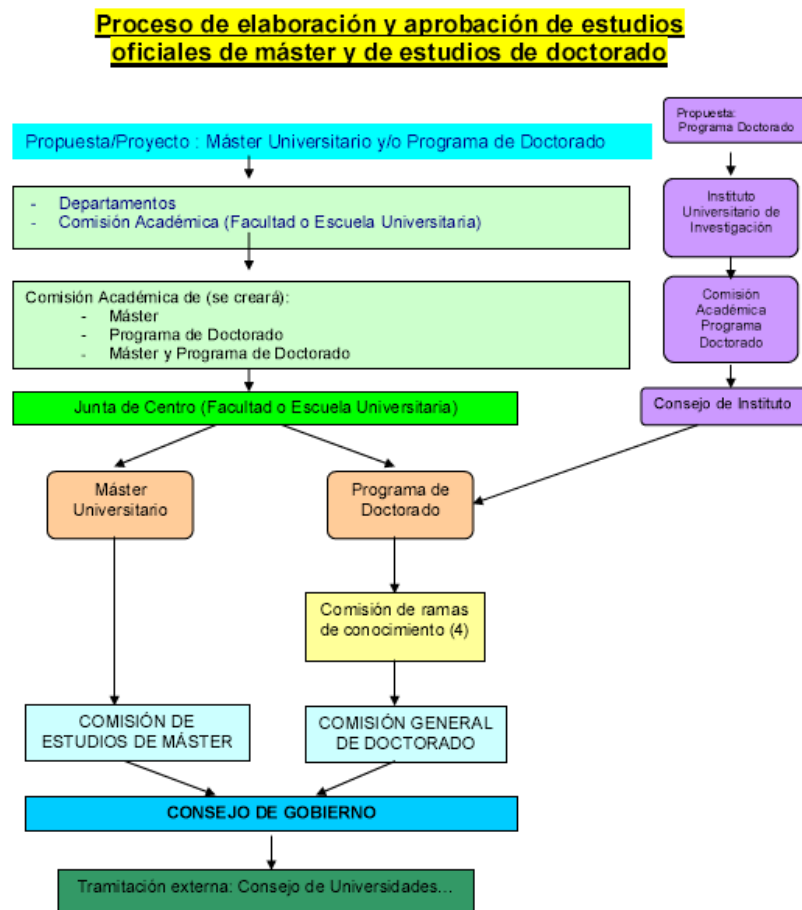 Proceso de elaboración y aprobación de estudios
oficiales de máster y de estudios de doctorado
Propuesta/Proyecto : Máster Universitario y/o Programa de Doctorado
- Departamentos
- Comisión Académica (Facultad o Escuela Universitaria)
Comisión Académica de (se creará):
- Máster
- Programa de Doctorado
- Máster y Programa de Doctorado
Junta de Centro (Facultad o Escuela Universitaria)
Propuesta:
Programa Doctorado
Instituto
Universitario de
Investigación
Comisión
Académica
Programa
Doctorado
Consejo de Instituto
Máster
Universitario
Programa de
Doctorado
Comisión de ramas
de conocimiento (4)
COMISIÓN DE
ESTUDIOS DE MÁSTER
COMISIÓN GENERAL
DE DOCTORADO
CONSEJO DE GOBIERNO
Tramitación externa: Consejo de Universidades...